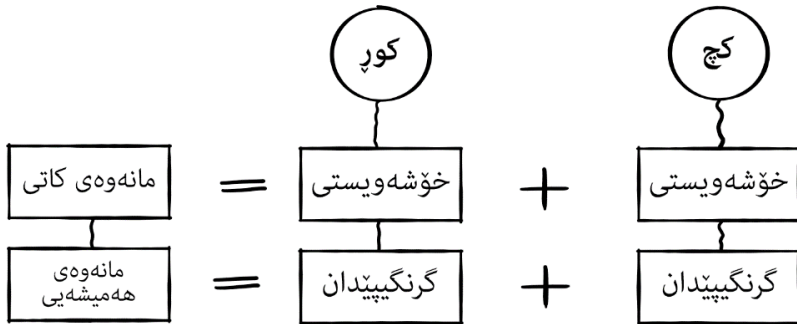 کچ
کوڕ
خۆشەویستی + خۆشەویستی = مانەوەی کاتی
گرنگیپێدان + گرنگیپێدان = مانەوەی
هەمیشەیی